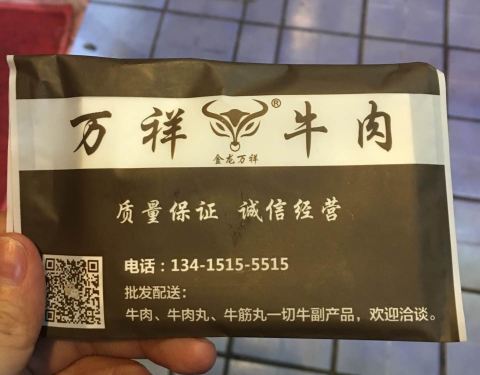 万祥®牛肉
金龙万祥
质量保证 诚信经营
电话：134-1515-5515
批发配送：
牛肉、牛肉丸、牛筋丸一切牛副产品，欢迎洽谈。